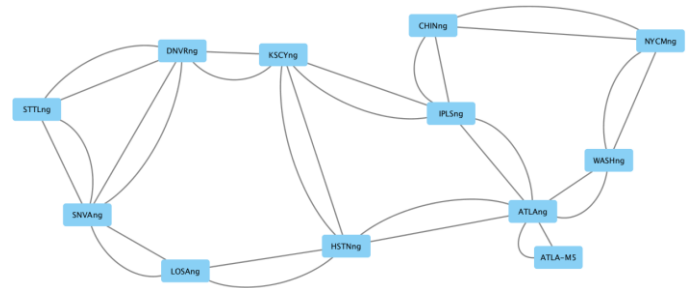 CHINng
NYCMng
DNVRng
KSCYng
STTLng
IPLSng
WASHng
SNVAng
ATLAng
HSTNng
ATLA-M5
LOSAng